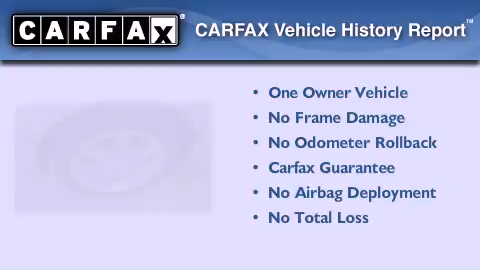 CARFAX®
CARFAX Vehicle History Report™
• One Owner Vehicle
• No Frame Damage
• No Odometer Rollback
• Carfax Guarantee
• No Airbag Deployment
• No Total Loss